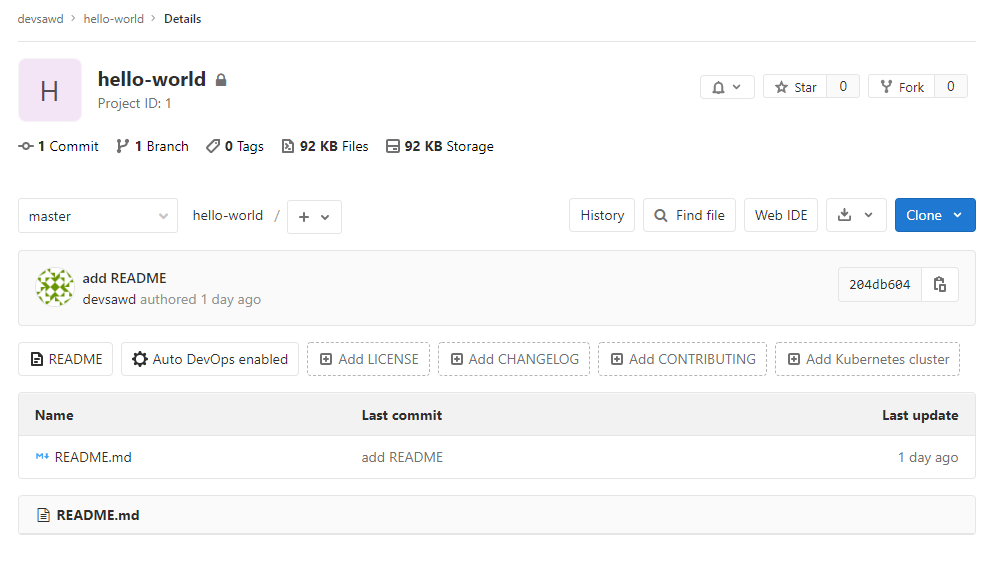 devsawd > hello-world > Details
H
hello-world
Project ID: 1
Star 0 Fork 0
1 Commit 1 Branch 0 Tags 92 KB Files 92 KB Storage
master hello-world / + History Find file Web IDE Clone
add README
devsawd authored 1 day ago
204db604
README Auto DevOps enabled Add LICENSE Add CHANGELOG Add CONTRIBUTING Add Kubernetes cluster
Name Last commit Last update
M↓ README.md add README 1 day ago
README.md